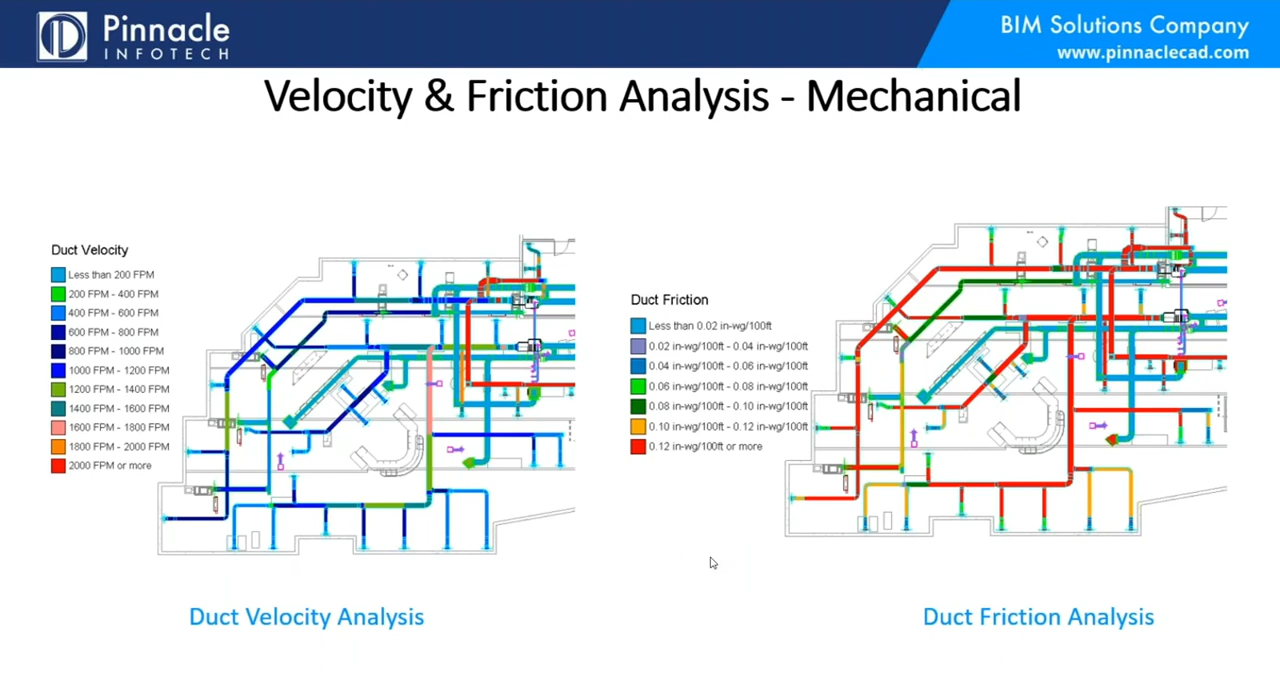 Pinnacle
INFOTECH
BIM Solutions Company
www.pinnaclecad.com
Velocity & Friction Analysis - Mechanical
Duct Velocity
Less than 200 FPM
200 FPM - 400 FPM
400 FPM - 600 FPM
600 FPM - 800 FPM
800 FPM - 1000 FPM
1000 FPM - 1200 FPM
1200 FPM - 1400 FPM
1400 FPM - 1600 FPM
1600 FPM - 1800 FPM
1800 FPM - 2000 FPM
2000 FPM or more
Duct Friction
Less than 0.02 in-wg/100ft
0.02 in-wg/100ft - 0.04 in-wg/100ft
0.04 in-wg/100ft - 0.06 in-wg/100ft
0.06 in-wg/100ft - 0.08 in-wg/100ft
0.08 in-wg/100ft - 0.10 in-wg/100ft
0.10 in-wg/100ft - 0.12 in-wg/100ft
0.12 in-wg/100ft or more
Duct Velocity Analysis
Duct Friction Analysis